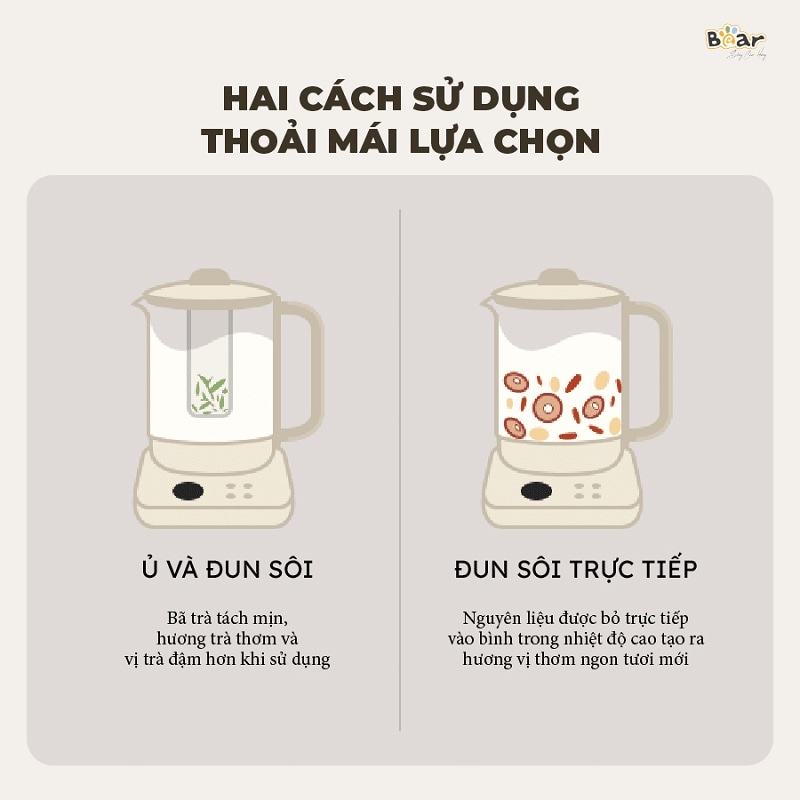 Bear
HAI CÁCH SỬ DỤNG
THOẢI MÁI LỰA CHỌN
Ủ VÀ ĐUN SÔI
Bã trà tách mịn,
hương trà thơm và
vị trà đậm hơn khi sử dụng
ĐUN SÔI TRỰC TIẾP
Nguyên liệu được bỏ trực tiếp
vào bình trong nhiệt độ cao tạo ra
hương vị thơm ngon tươi mới